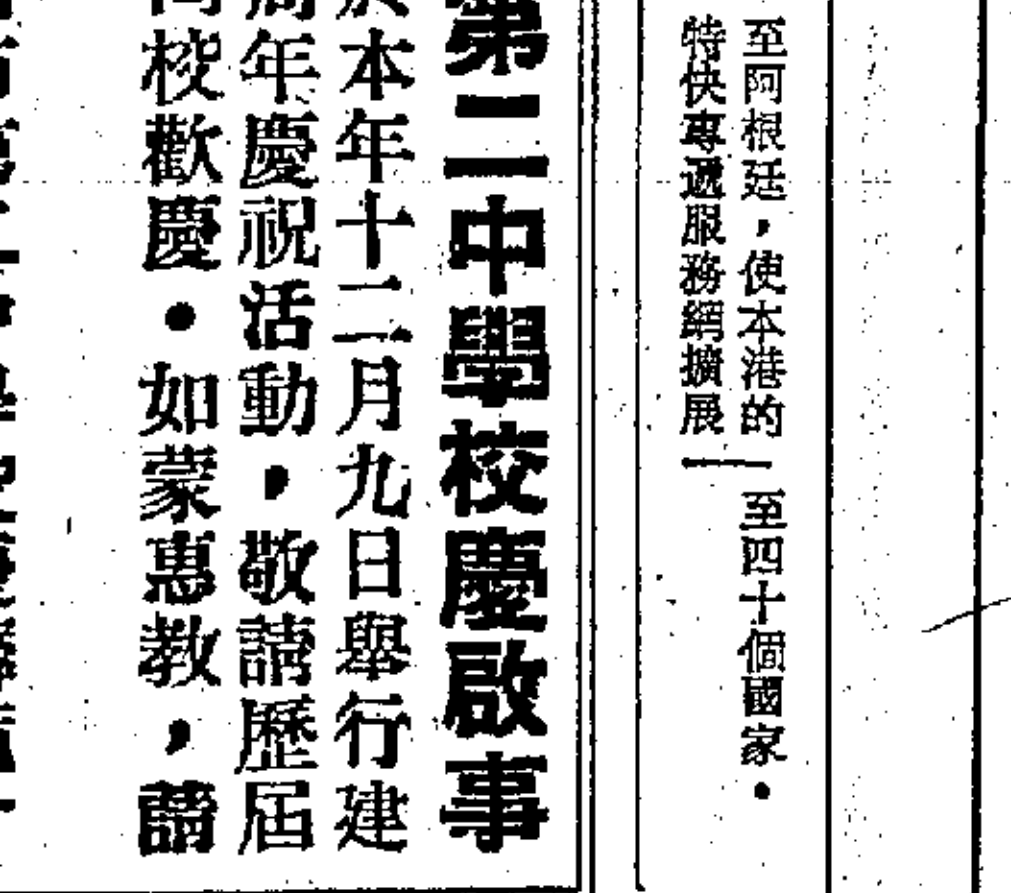 至阿根廷，使本港的
特快專遞服務網擴展
至四十個國家。
第二中學校慶啟事
本年十二月九日舉行建
周年慶祝活動，敬請歷屆
校歡慶。如蒙惠教，請